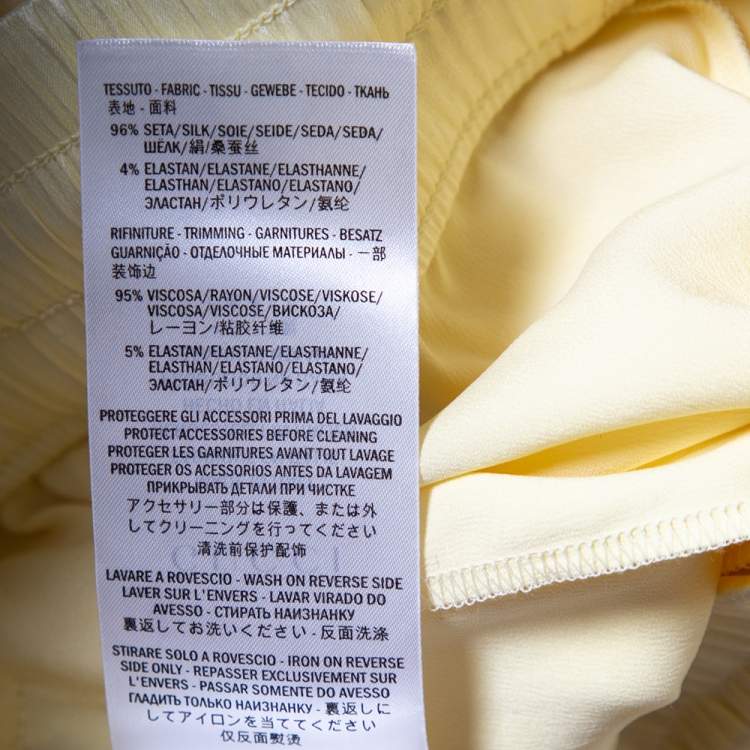 TESSUTO - FABRIC - TISSU - GEWEBE - TECIDO - ТКАНЬ
表地 - 面料
96% SETA/SILK/SOIE/SEIDE/SEDA/SEDA/
ШЁЛК/絹/桑蚕丝
4% ELASTAN/ELASTANE/ELASTHANNE/
ELASTHAN/ELASTANO/ELASTANO/
ЭЛАСТАН/ポリウレタン/氨纶
RIFINITURE - TRIMMING - GARNITURES - BESATZ
GUARNIÇÃO - ОТДЕЛОЧНЫЕ МАТЕРИАЛЫ - 一部
装饰边
95% VISCOSA/RAYON/VISCOSE/VISKOSE/
VISCOSA/VISCOSE/ВИСКОЗА/
レーヨン/粘胶纤维
5% ELASTAN/ELASTANE/ELASTHANNE/
ELASTHAN/ELASTANO/ELASTANO/
ЭЛАСТАН/ポリウレタン/氨纶
PROTEGGERE GLI ACCESSORI PRIMA DEL LAVAGGIO
PROTECT ACCESSORIES BEFORE CLEANING
PROTEGER LES GARNITURES AVANT TOUT LAVAGE
PROTEGER OS ACESSORIOS ANTES DA LAVAGEM
ПРИКРЫВАТЬ ДЕТАЛИ ПРИ ЧИСТКЕ
アクセサリー部分は保護、または外
してクリーニングを行ってください
清洗前保护配饰
LAVARE A ROVESCIO - WASH ON REVERSE SIDE
LAVER SUR L'ENVERS - LAVAR VIRADO DO
AVESSO - СТИРАТЬ НАИЗНАНКУ
裏返してお洗いください - 反面洗涤
STIRARE SOLO A ROVESCIO - IRON ON REVERSE
SIDE ONLY - REPASSER EXCLUSIVEMENT SUR
L'ENVERS - PASSAR SOMENTE DO AVESSO
ГЛАДИТЬ ТОЛЬКО НАИЗНАНКУ - 裏返しに
してアイロンを当ててください
仅反面熨烫